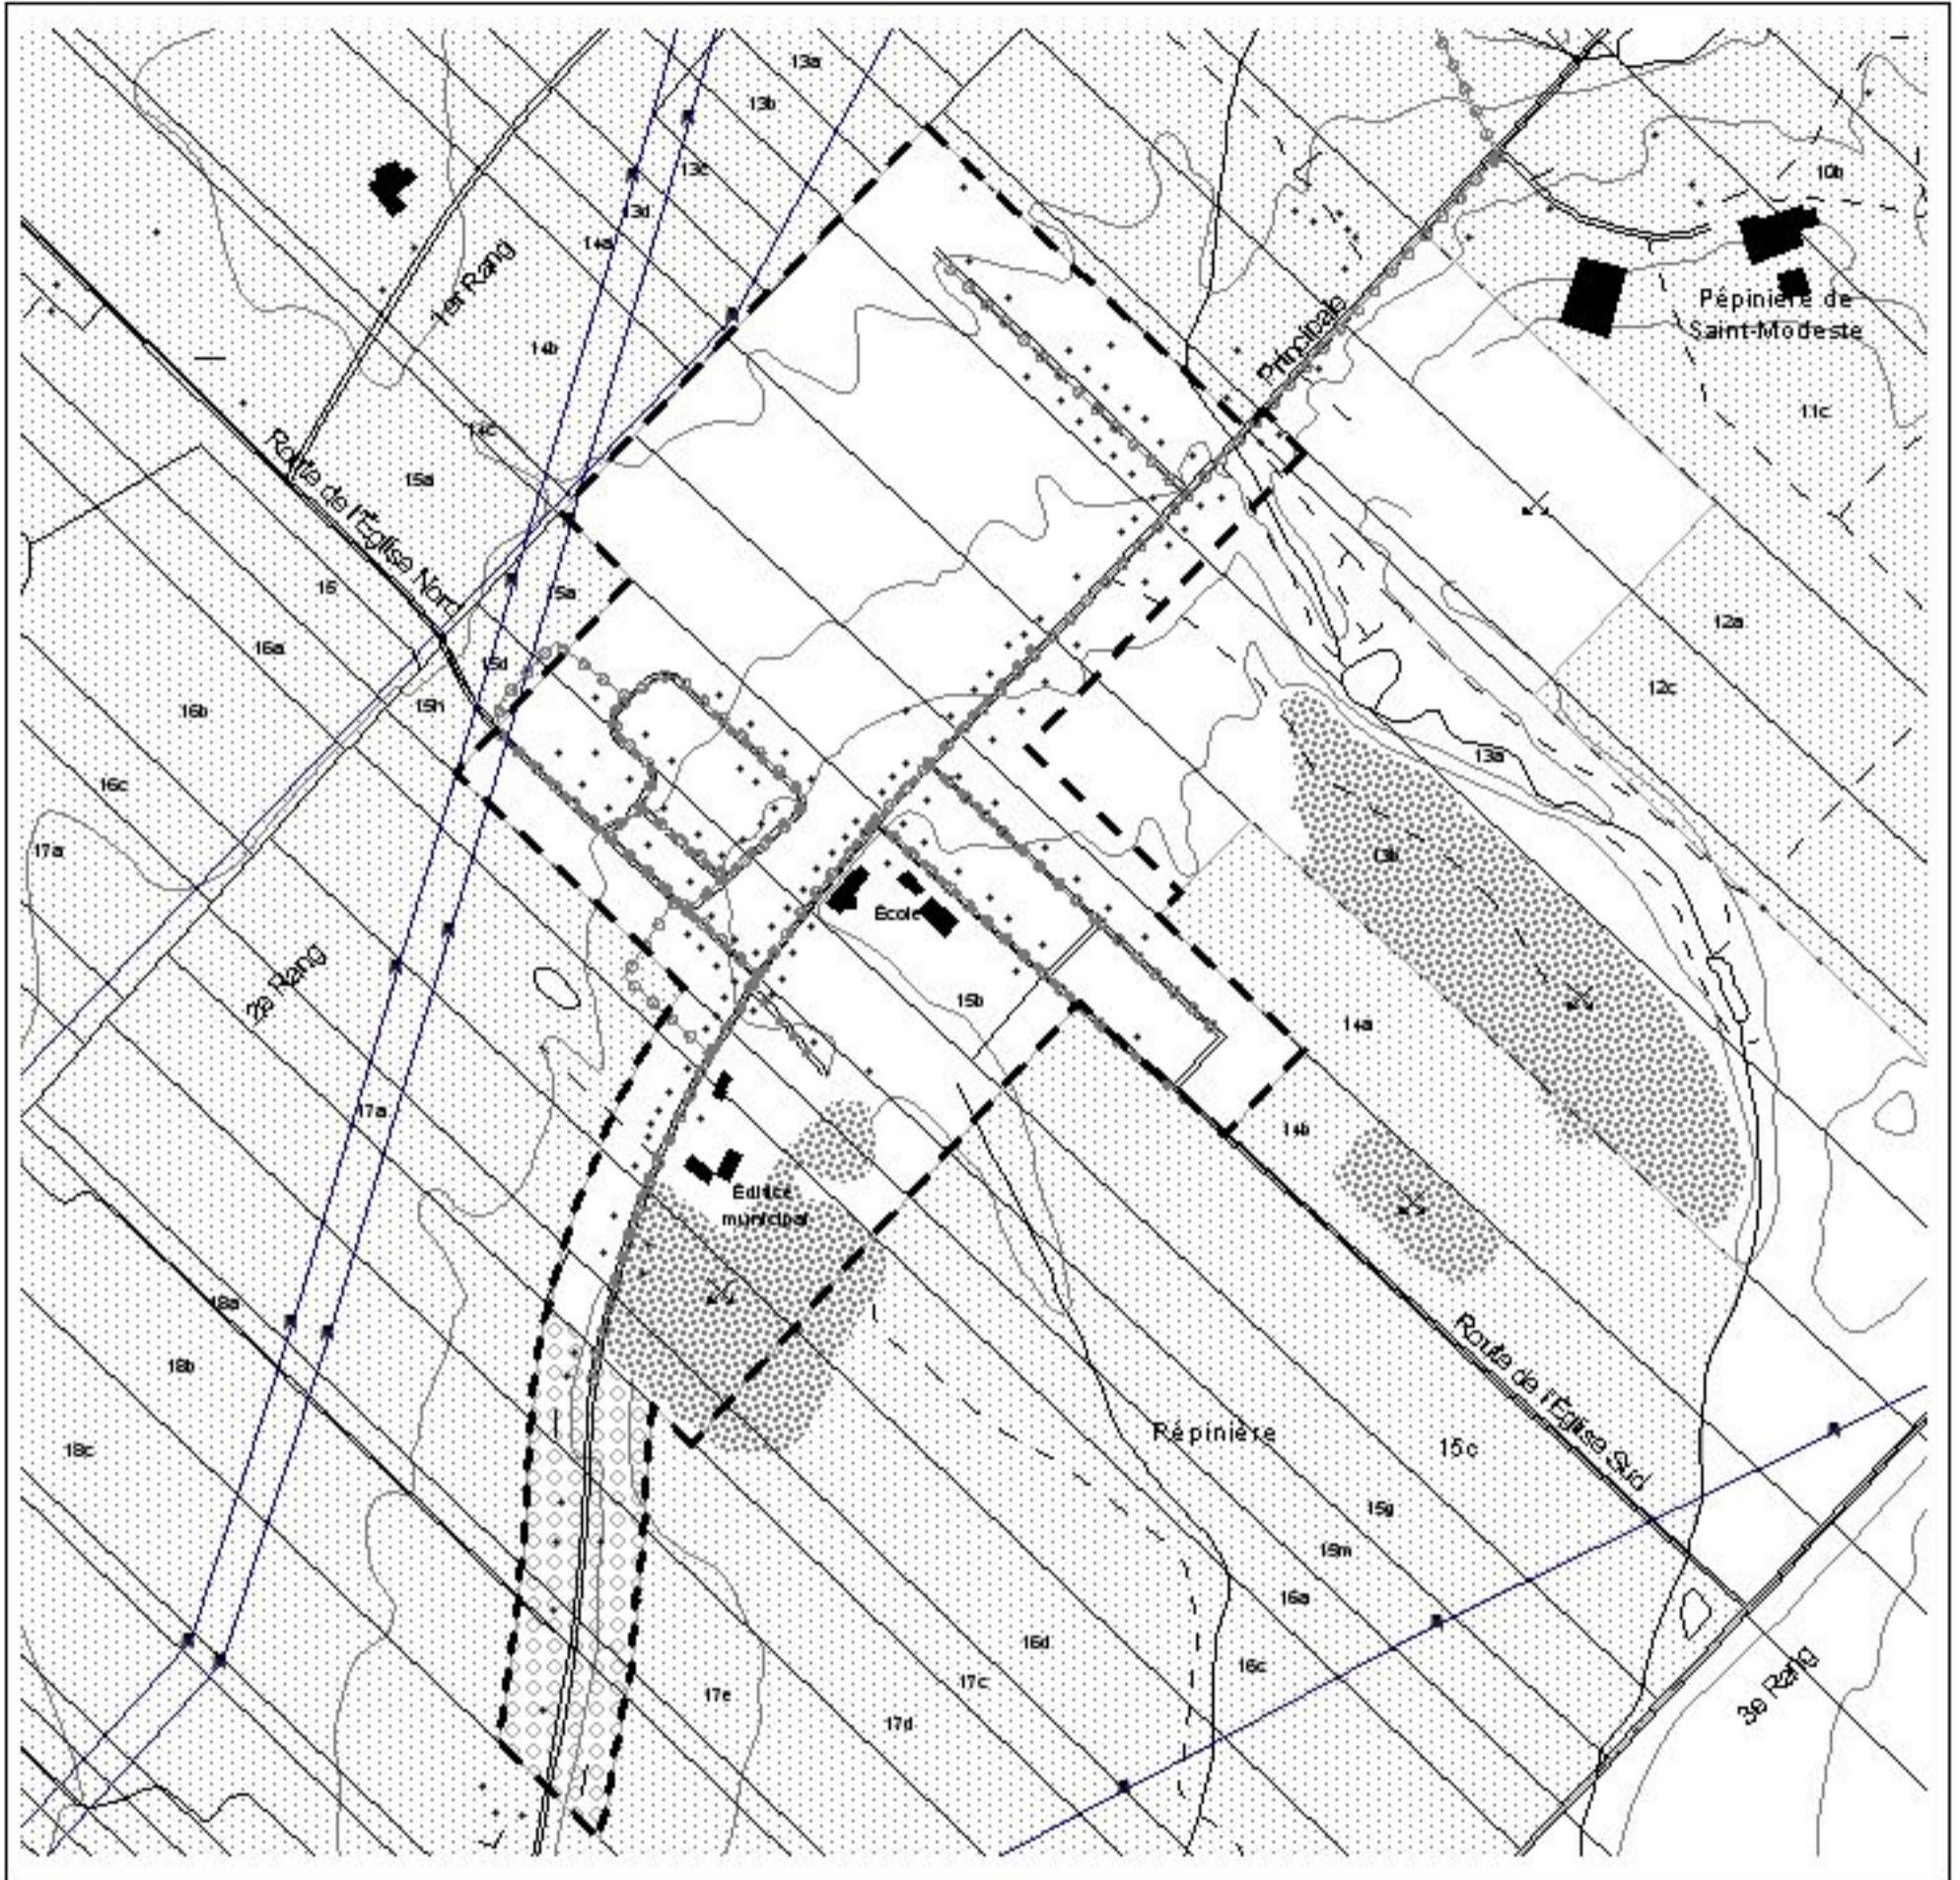 13a
13b
10b
13c
13d
14a
1er Rang
Principale
Pépinière de
Saint-Modeste
14b
11c
14c
15a
Route de l'Église Nord
15
15a
12a
16a
15d
12c
16b
15h
13a
16c
17a
13b
École
2e Rang
15b
14a
17a
14b
Édifice
municipal
18a
18b
Route de l'Église Sud
Pépinière
15c
18c
15g
15m
16a
16d
16c
17c
17e
3e Rang
17d